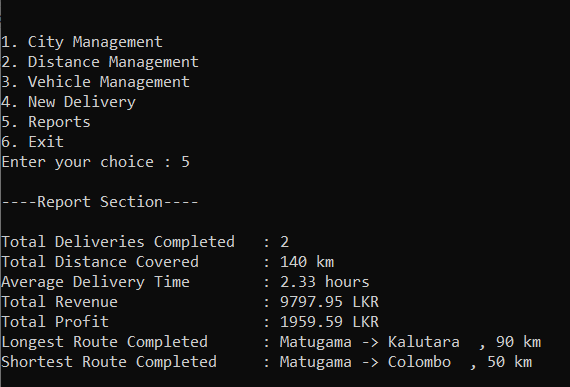 1. City Management
2. Distance Management
3. Vehicle Management
4. New Delivery
5. Reports
6. Exit
Enter your choice : 5
----Report Section----
Total Deliveries Completed   : 2
Total Distance Covered       : 140 km
Average Delivery Time        : 2.33 hours
Total Revenue                : 9797.95 LKR
Total Profit                 : 1959.59 LKR
Longest Route Completed      : Matugama -> Kalutara  , 90 km
Shortest Route Completed     : Matugama -> Colombo  , 50 km